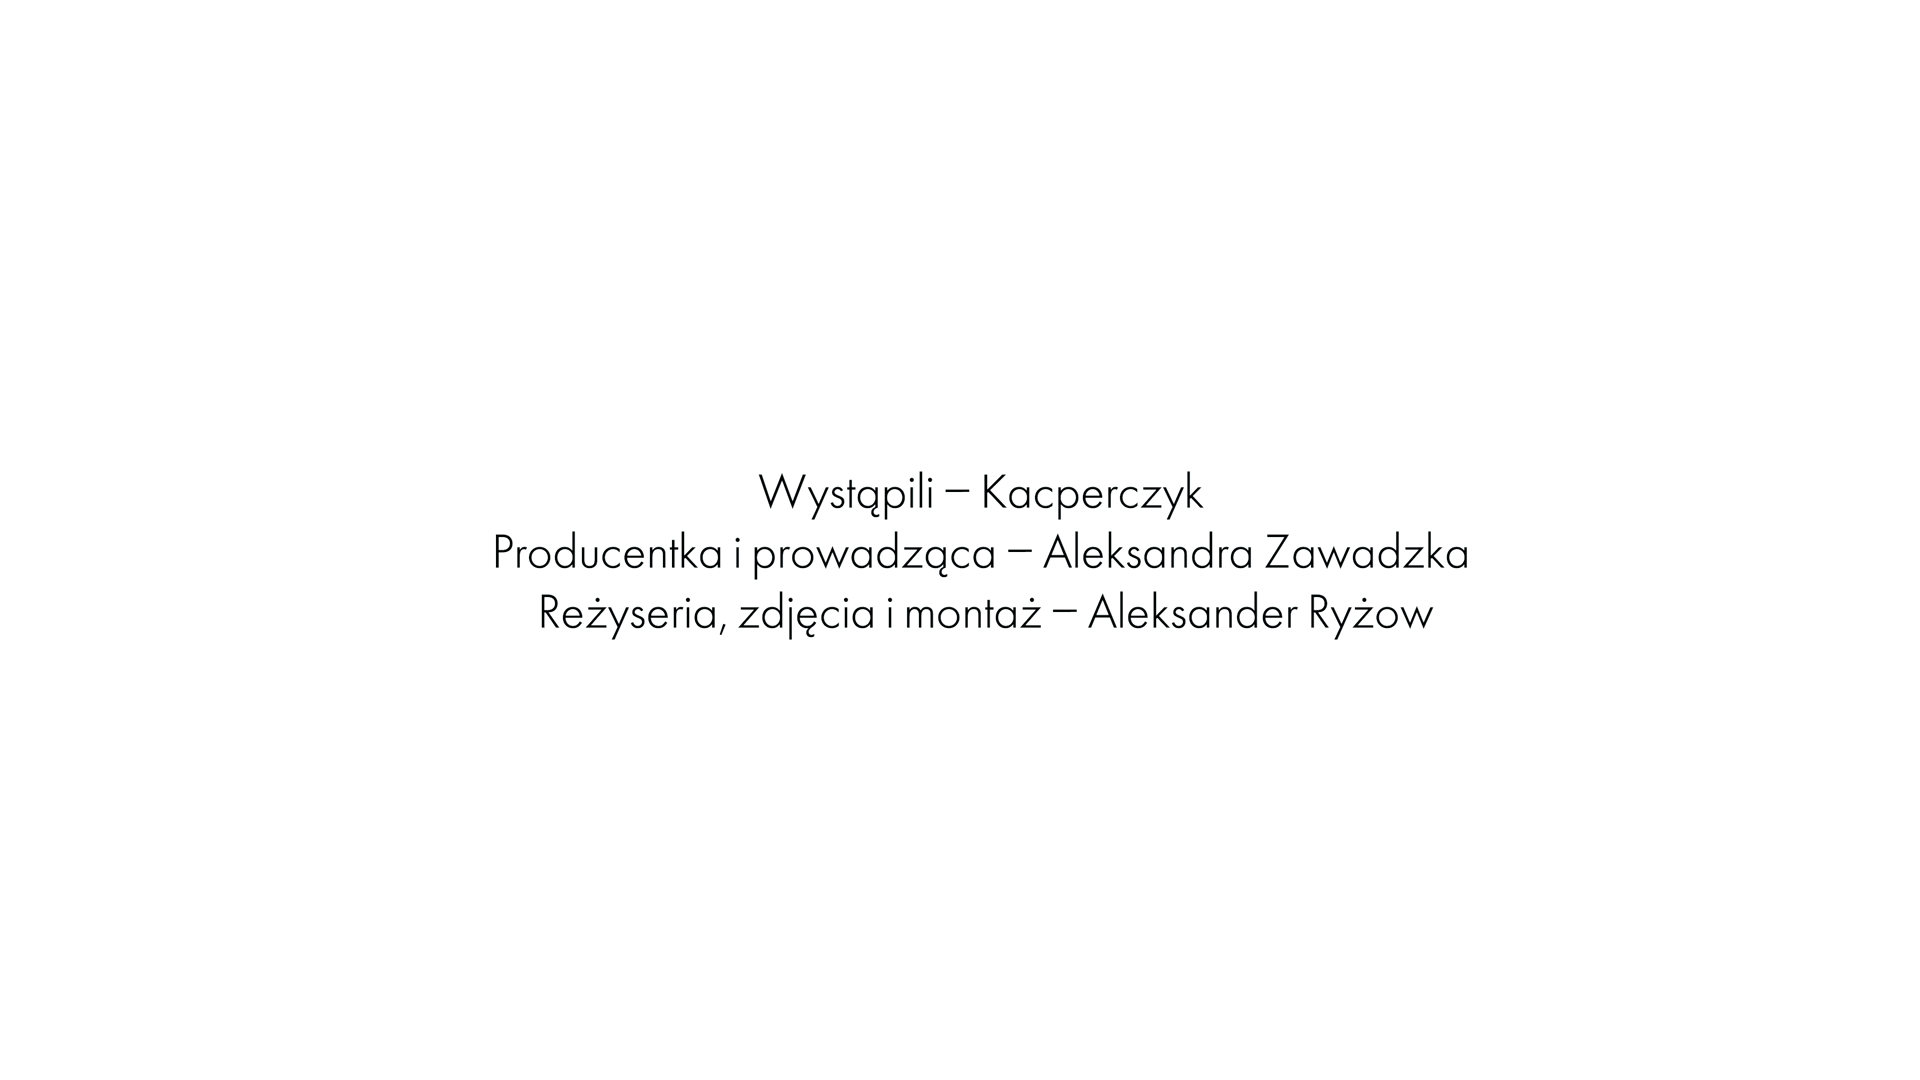 Wystąpili – Kacperczyk
Producentka i prowadząca – Aleksandra Zawadzka
Reżyseria, zdjęcia i montaż – Aleksander Ryżow